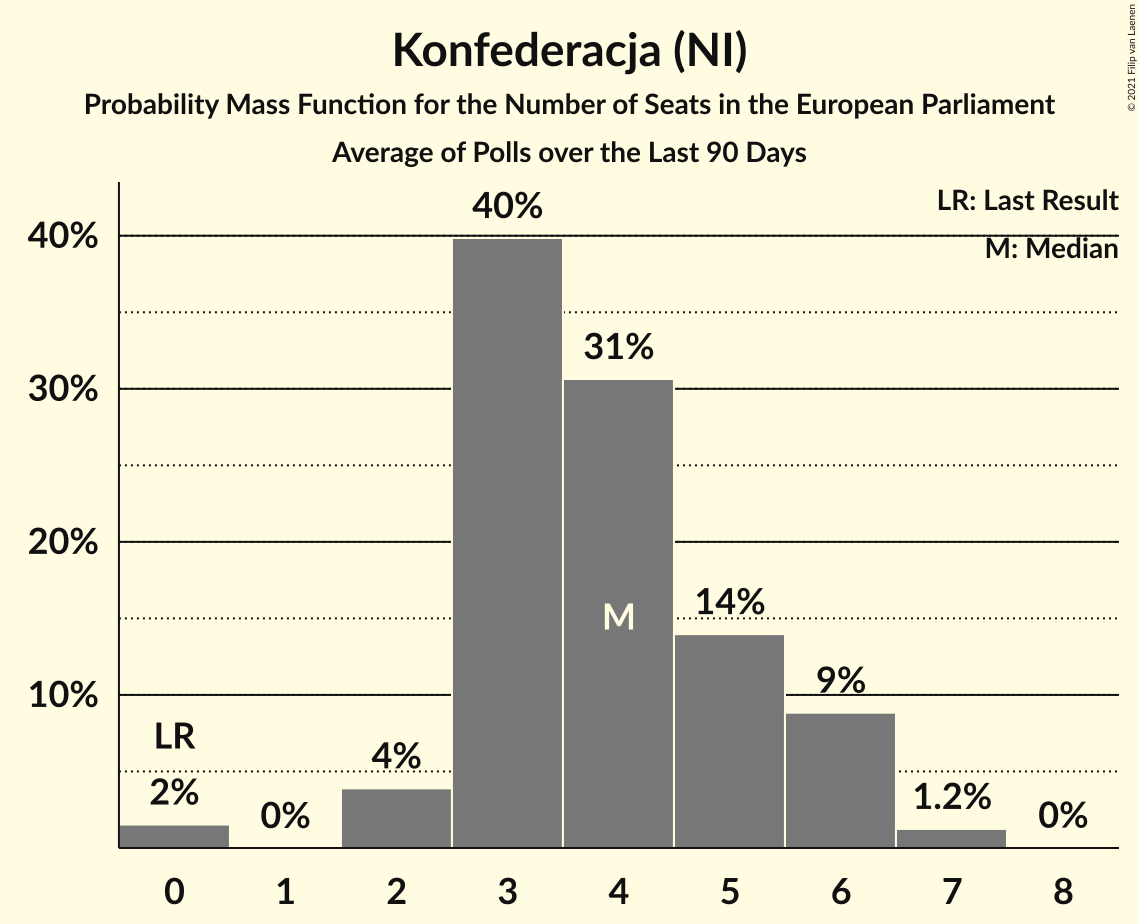 Konfederacja (NI)
Probability Mass Function for the Number of Seats in the European Parliament
Average of Polls over the Last 90 Days
© 2021 Filip van Laenen
LR: Last Result
M: Median
40%
30%
20%
10%
LR
2%
0%
4%
40%
31%
M
14%
9%
1.2%
0%
0 1 2 3 4 5 6 7 8